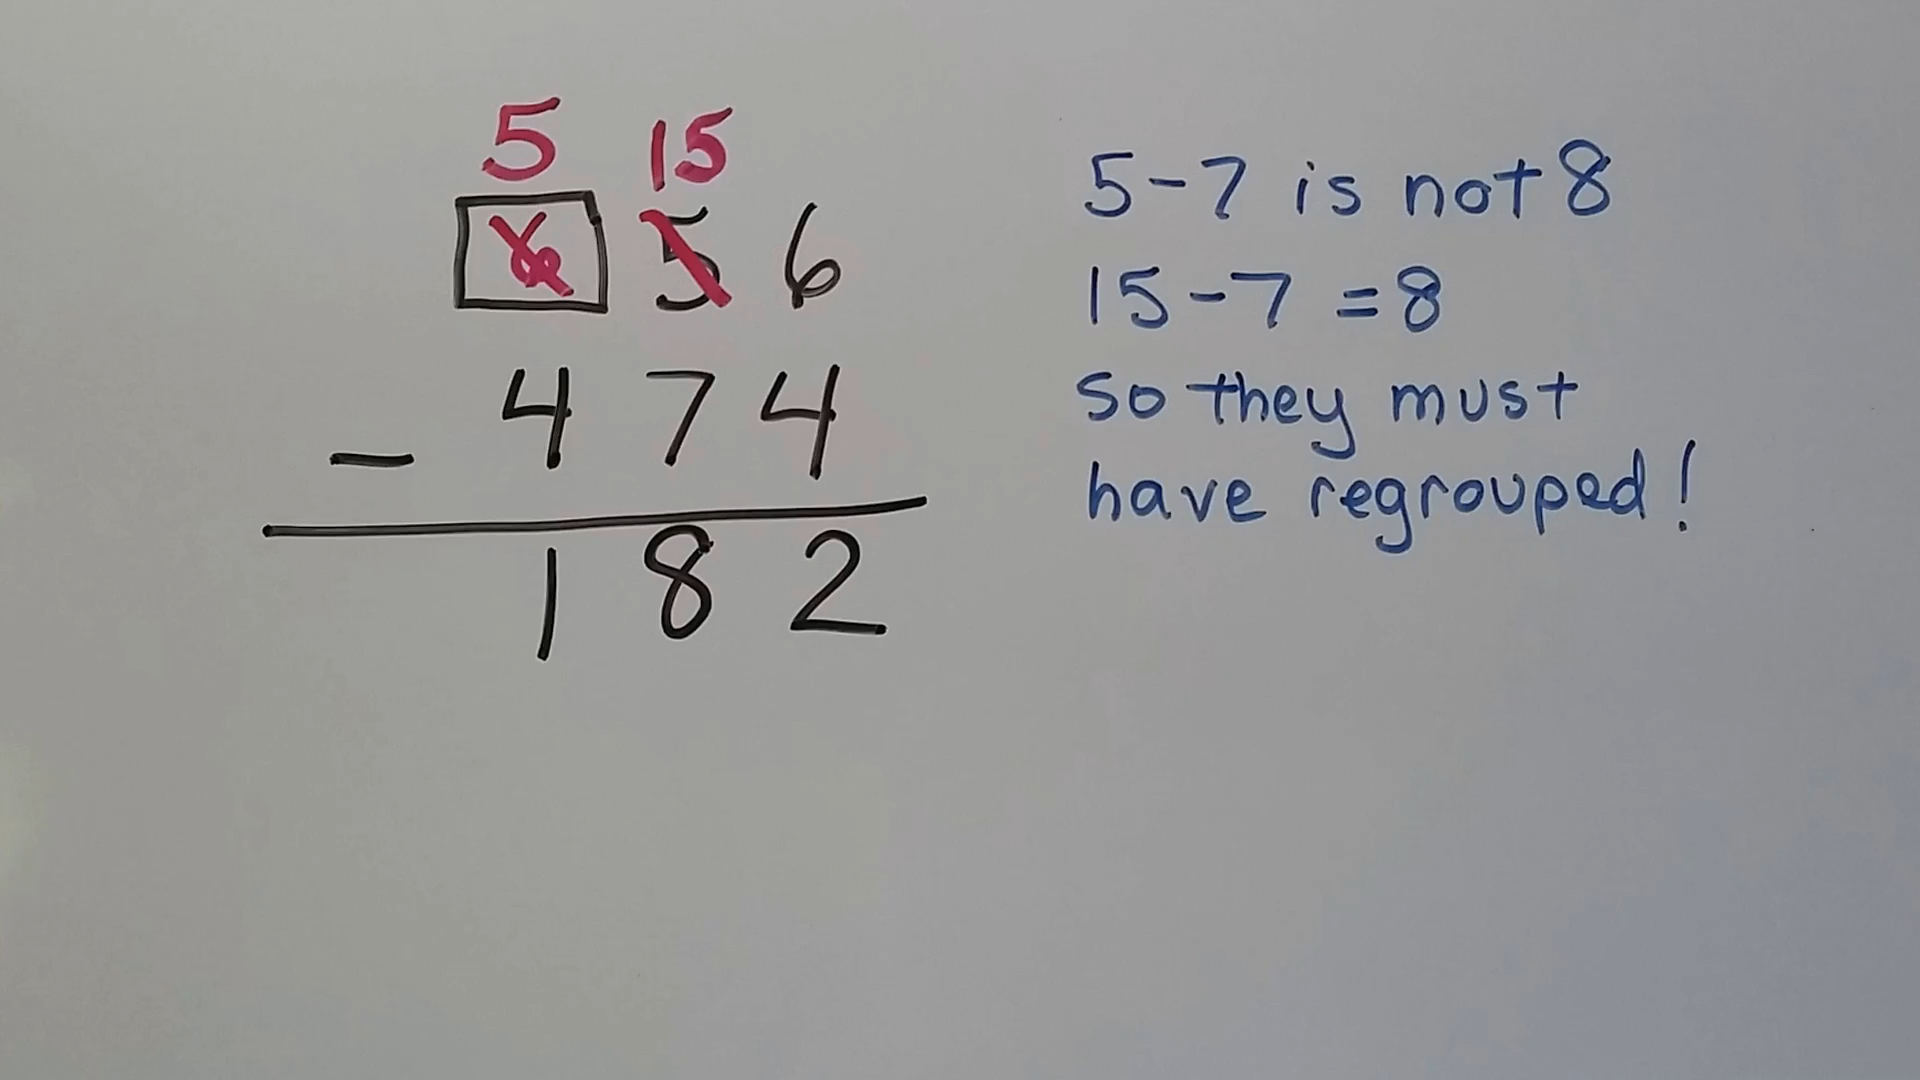 5 15
6 5 6
- 4 7 4
1 8 2
5-7 is not 8
15-7 = 8
so they must
have regrouped!